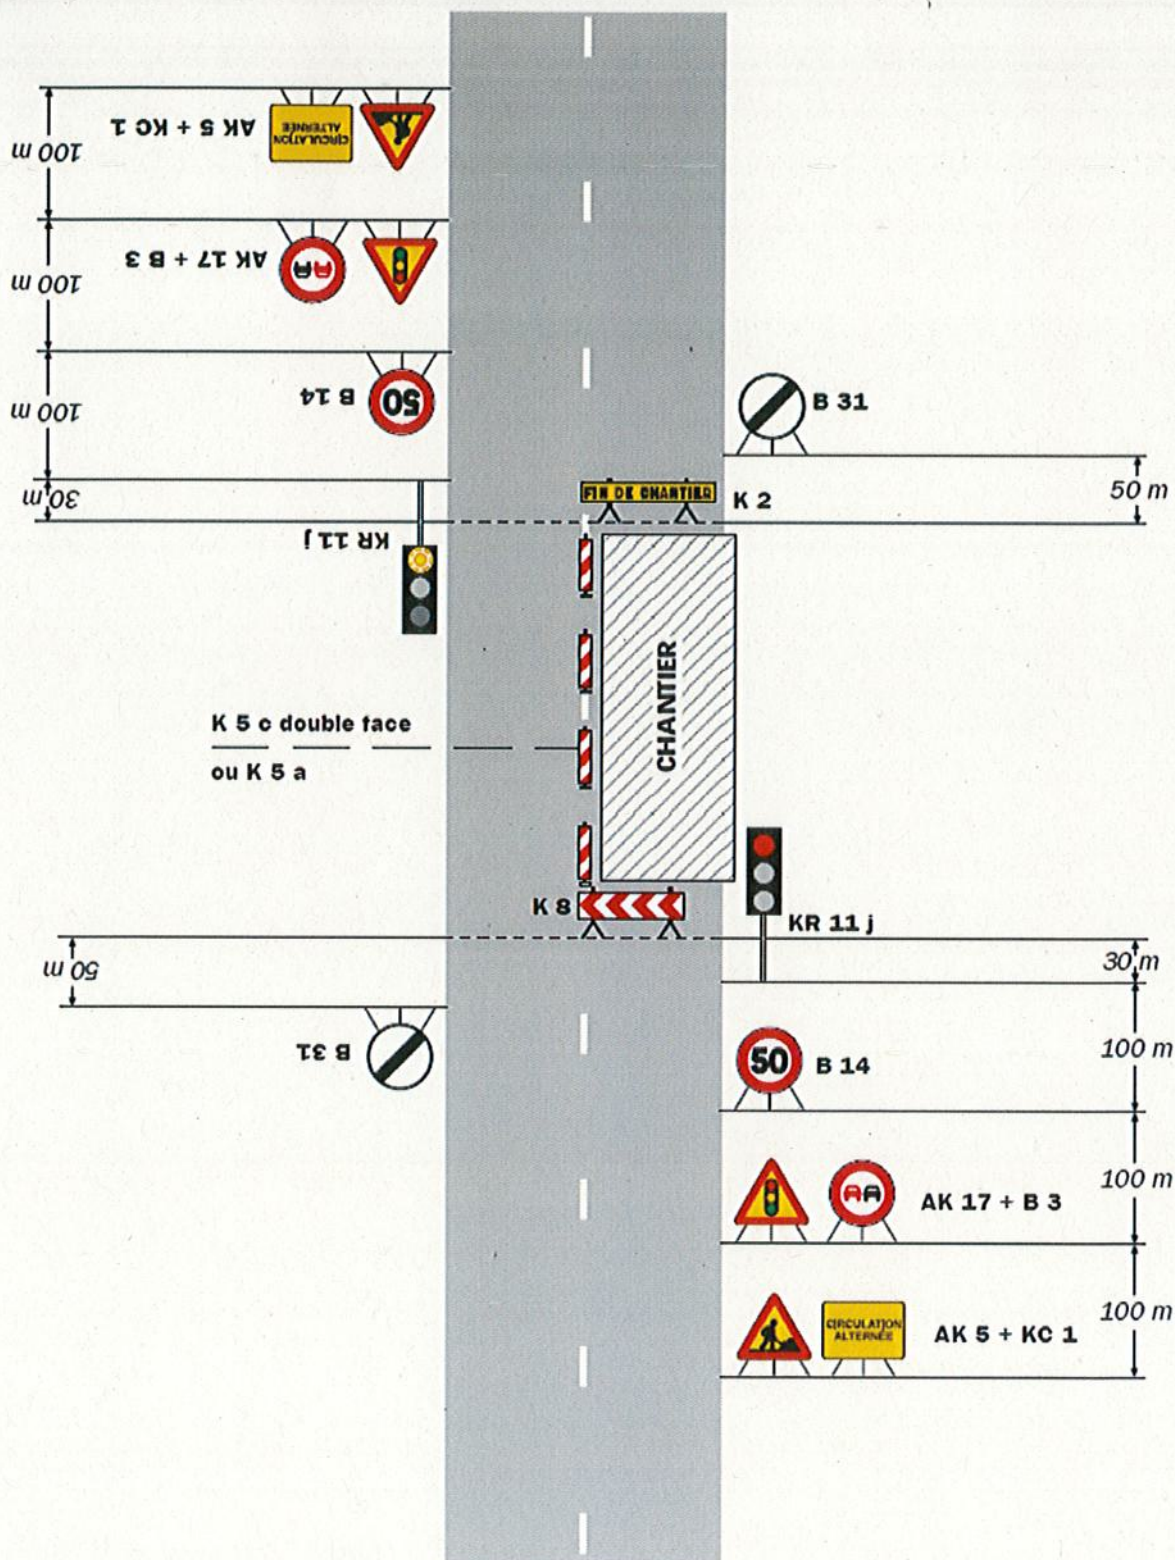 100 m
AK 5 + KC 1
CIRCULATION
ALTERNÉE
100 m
AK 17 + B 3
100 m
B 14
50
B 31
30 m
FIN DE CHANTIER
K 2
50 m
KR 11 j
CHANTIER
K 5 c double face
ou K 5 a
K 8
KR 11 j
50 m
30 m
B 31
50
B 14
100 m
AK 17 + B 3
100 m
CIRCULATION
ALTERNÉE
AK 5 + KC 1
100 m